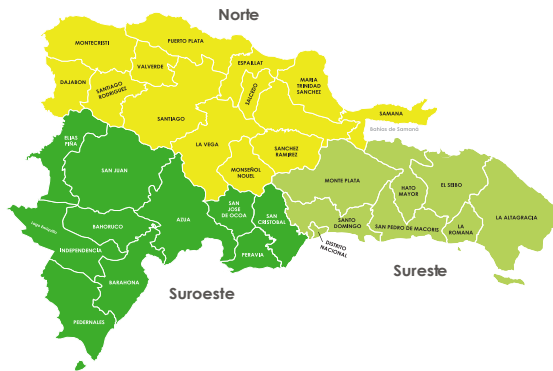 Norte
MONTECRISTI
PUERTO PLATA
VALVERDE
ESPAILLAT
DAJABON
SANTIAGO
RODRIGUEZ
SALCEDO
MARIA
TRINIDAD
SANCHEZ
SANTIAGO
SAMANA
Bahías de Samaná
LA VEGA
SANCHEZ
RAMIREZ
MONSEÑOL
NOUEL
ELIAS
PIÑA
SAN JUAN
MONTE PLATA
HATO
MAYOR
EL SEIBO
LA ALTAGRACIA
AZUA
SAN
JOSE
DE OCOA
SAN
CRISTOBAL
SANTO
DOMINGO
SAN PEDRO DE MACORIS
LA
ROMANA
BAHORUCO
DISTRITO
NACIONAL
INDEPENDENCIA
PERAVIA
Sureste
BARAHONA
Suroeste
PEDERNALES